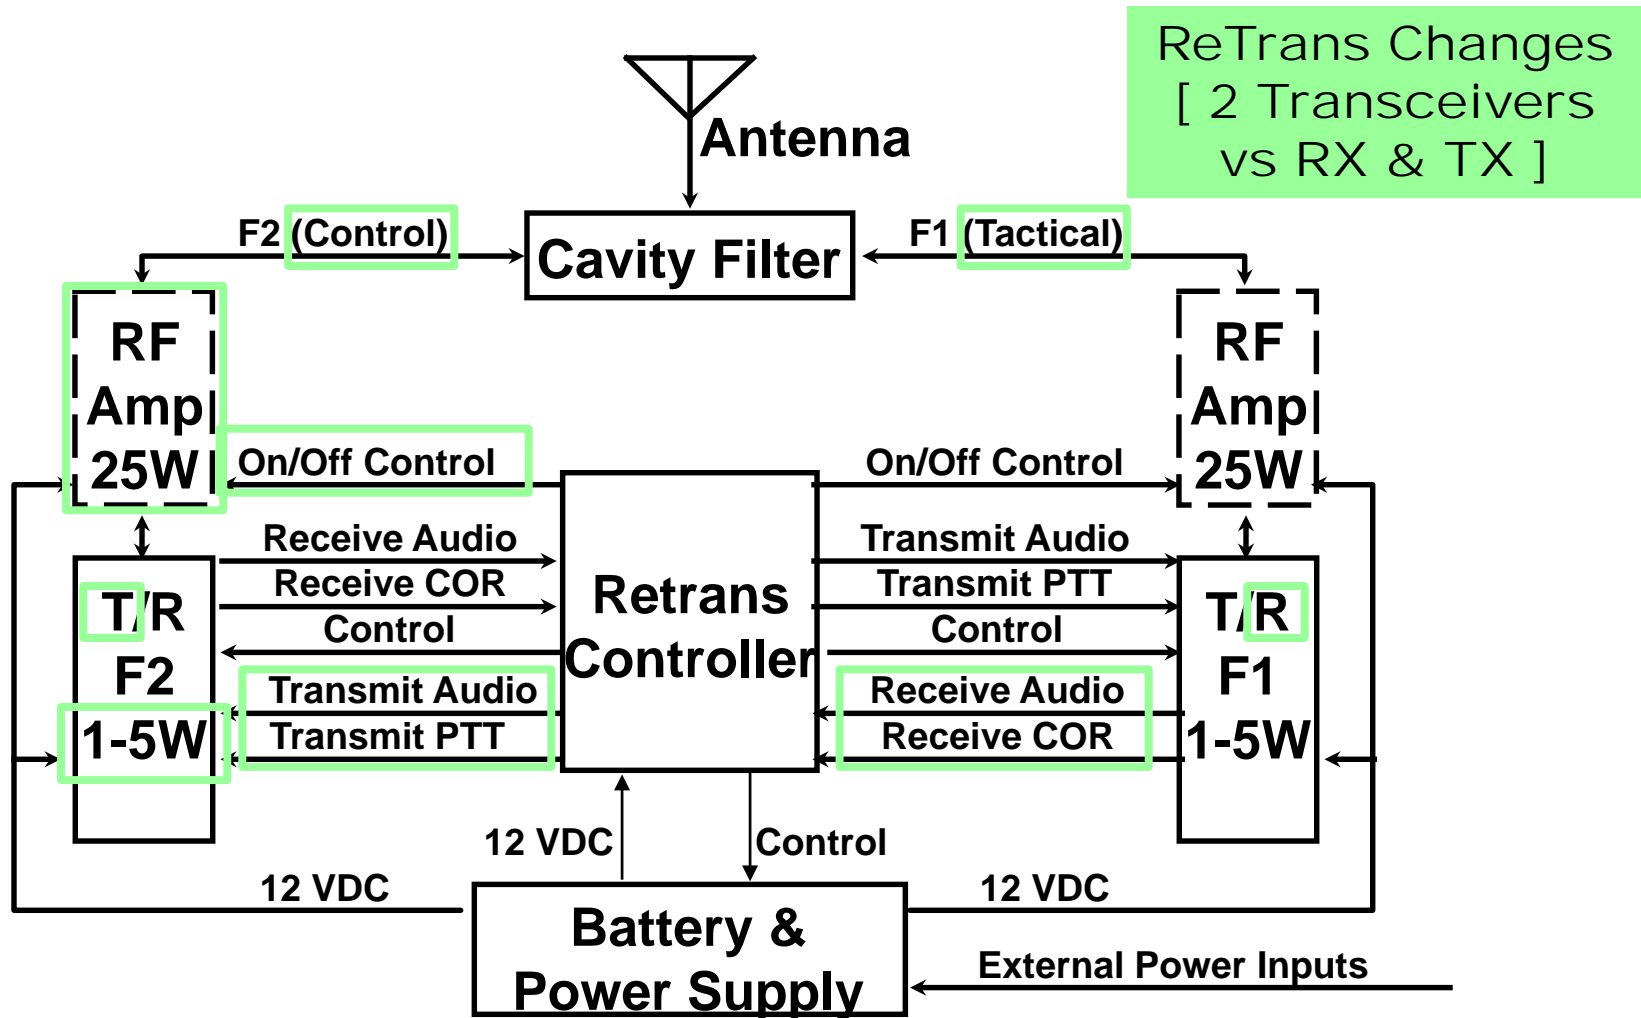 ReTrans Changes
[ 2 Transceivers
vs RX & TX ]
Antenna
F2 (Control)
Cavity Filter
F1 (Tactical)
RF
Amp
25W
On/Off Control
On/Off Control
RF
Amp
25W
Receive Audio
Receive COR
Control
Transmit Audio
Transmit PTT
T/R
F2
1-5W
Retrans
Controller
Transmit Audio
Transmit PTT
Control
Receive Audio
Receive COR
T/R
F1
1-5W
12 VDC
Control
12 VDC
12 VDC
Battery &
Power Supply
External Power Inputs